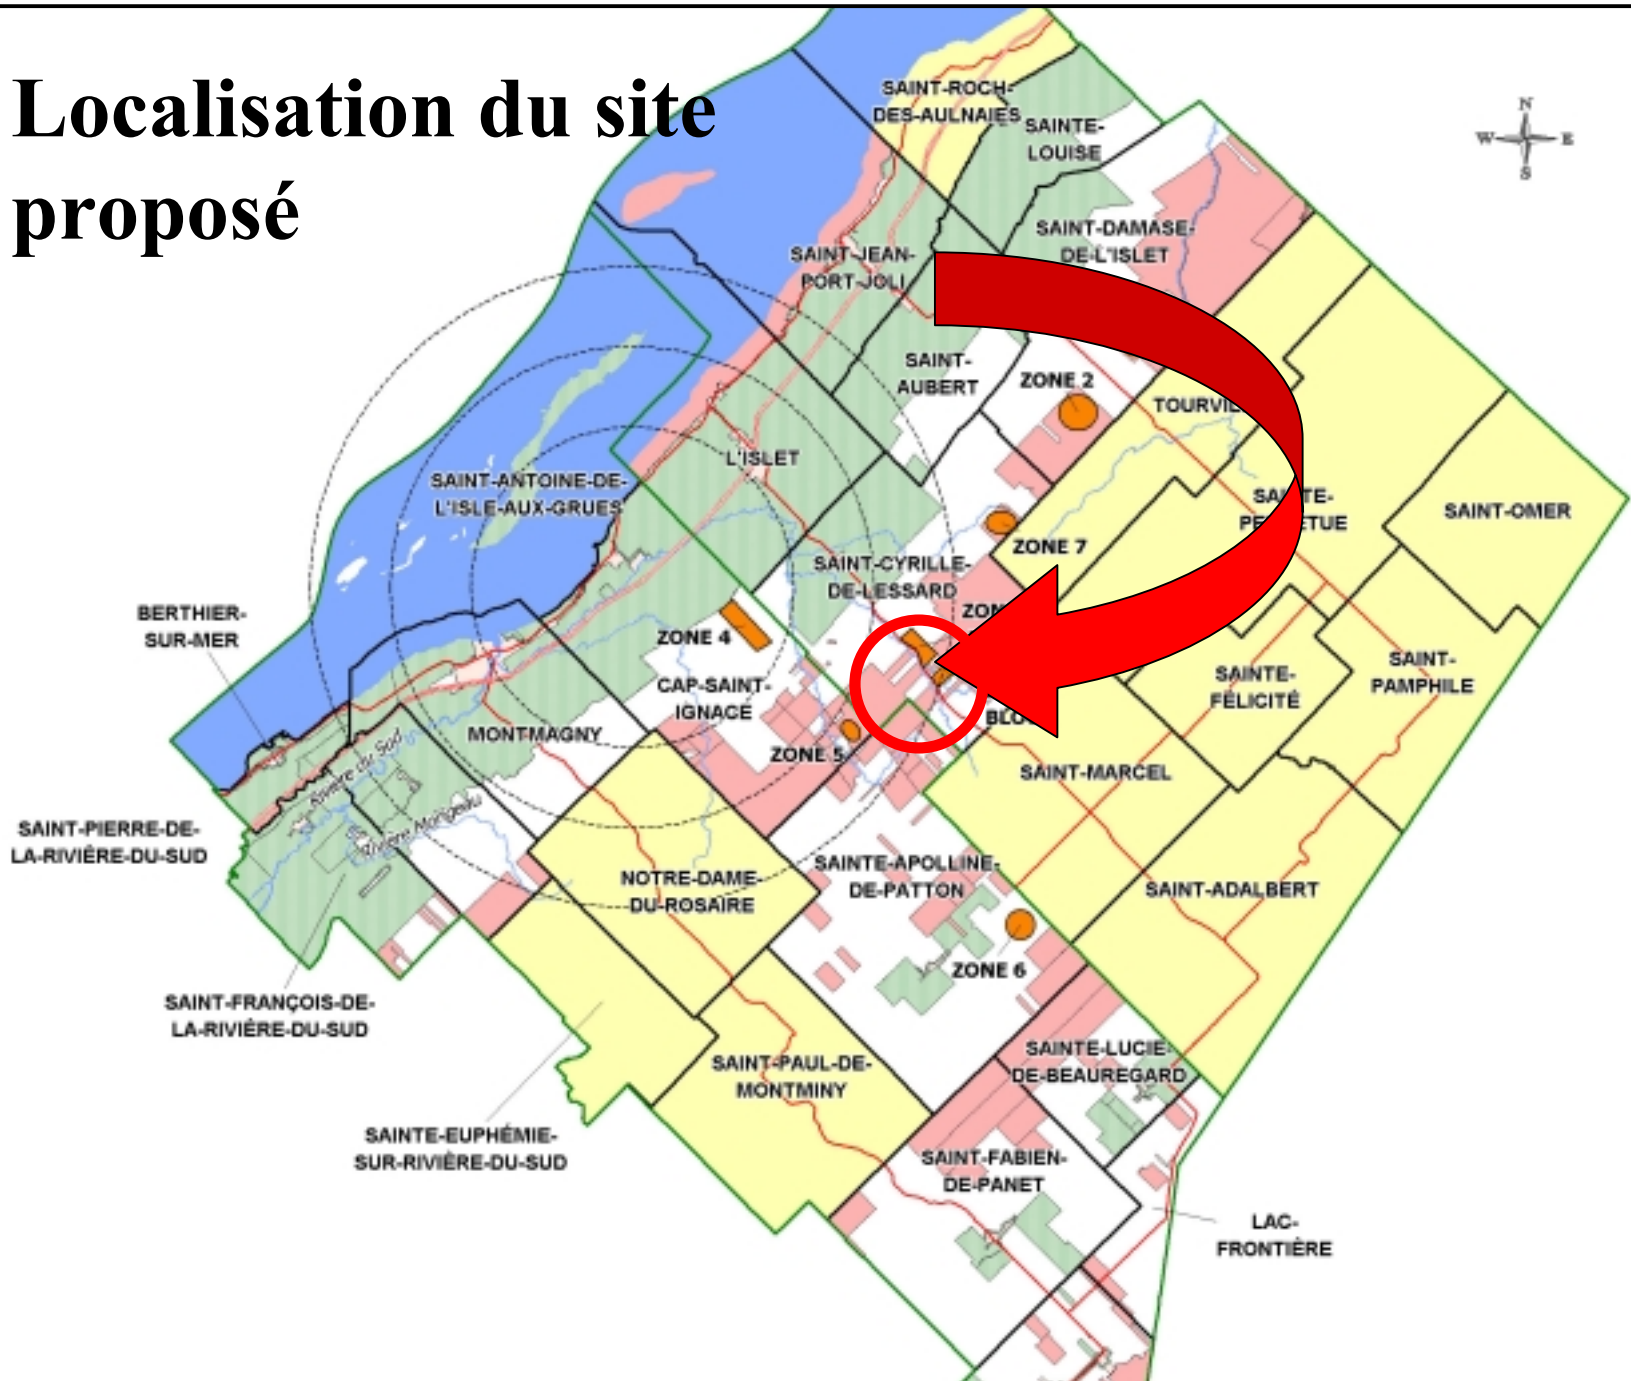 Localisation du site
proposé
N
W E
S
SAINT-ROCH-
DES-AULNAIES
SAINTE-
LOUISE
SAINT-DAMASE-
DE-L'ISLET
SAINT-JEAN-
PORT-JOLI
SAINT-
AUBERT
ZONE 2
L'ISLET
SAINT-ANTOINE-DE-
L'ISLE-AUX-GRUES
SAINT-OMER
ZONE 7
SAINT-CYRILLE-
DE-LESSARD
BERTHIER-
SUR-MER
ZONE 4
CAP-SAINT-
IGNACE
SAINTE-
FÉLICITÉ
SAINT-
PAMPHILE
MONTMAGNY
ZONE 5
SAINT-MARCEL
Rivière du Sud
Rivière Morigeau
SAINT-PIERRE-DE-
LA-RIVIÈRE-DU-SUD
NOTRE-DAME-
DU-ROSAIRE
SAINTE-APOLLINE-
DE-PATTON
SAINT-ADALBERT
ZONE 6
SAINT-FRANÇOIS-DE-
LA-RIVIÈRE-DU-SUD
SAINT-PAUL-DE-
MONTMINY
SAINTE-LUCIE-
DE-BEAUREGARD
SAINTE-EUPHÉMIE-
SUR-RIVIÈRE-DU-SUD
SAINT-FABIEN-
DE-PANET
LAC-
FRONTIÈRE